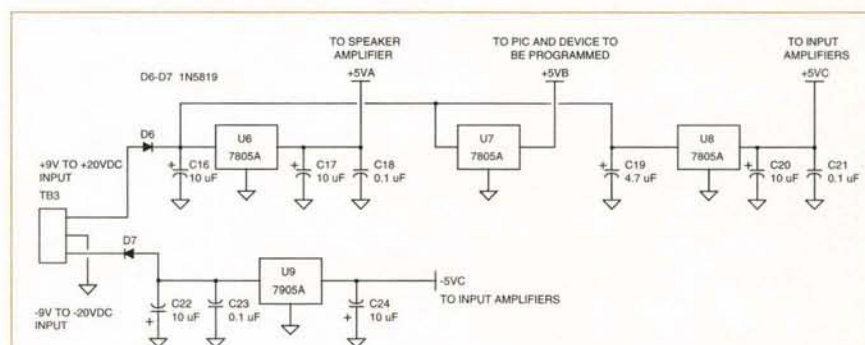 TO SPEAKER
AMPLIFIER
+5VA
TO PIC AND DEVICE TO
BE PROGRAMMED
+5VB
TO INPUT
AMPLIFIERS
+5VC
D6-D7 1N5819
D6
U6
7805A
U7
7805A
U8
7805A
+9V TO +20VDC
INPUT
TB3
+
C16
10 uF
+
C17
10 uF
C18
0.1 uF
+
C19
4.7 uF
+
C20
10 uF
C21
0.1 uF
D7
U9
7905A
-5VC
TO INPUT AMPLIFIERS
-9V TO -20VDC
INPUT
C22
10 uF
+
C23
0.1 uF
C24
10 uF
+